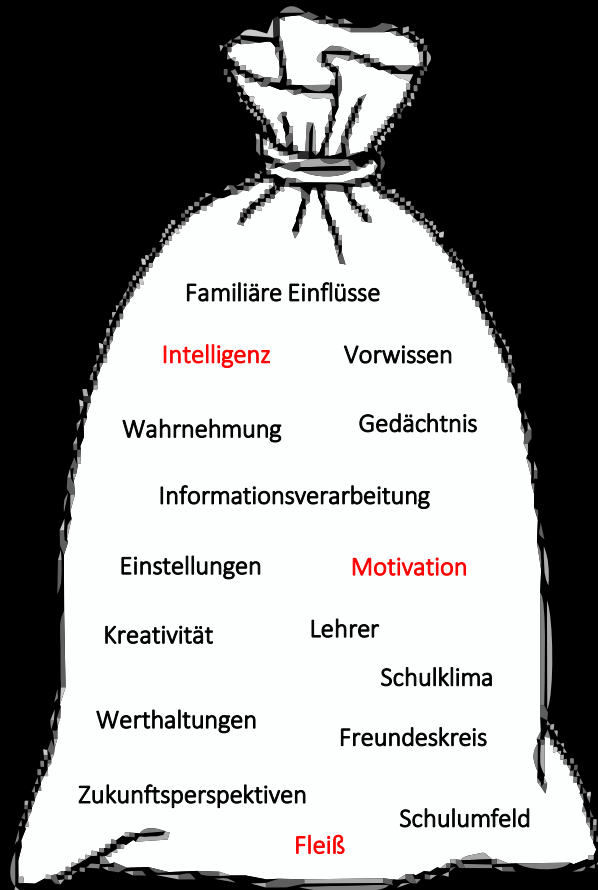 Familiäre Einflüsse
Intelligenz
Vorwissen
Wahrnehmung
Gedächtnis
Informationsverarbeitung
Einstellungen
Motivation
Kreativität
Lehrer
Schulklima
Werthaltungen
Freundeskreis
Zukunftsperspektiven
Schulumfeld
Fleiß